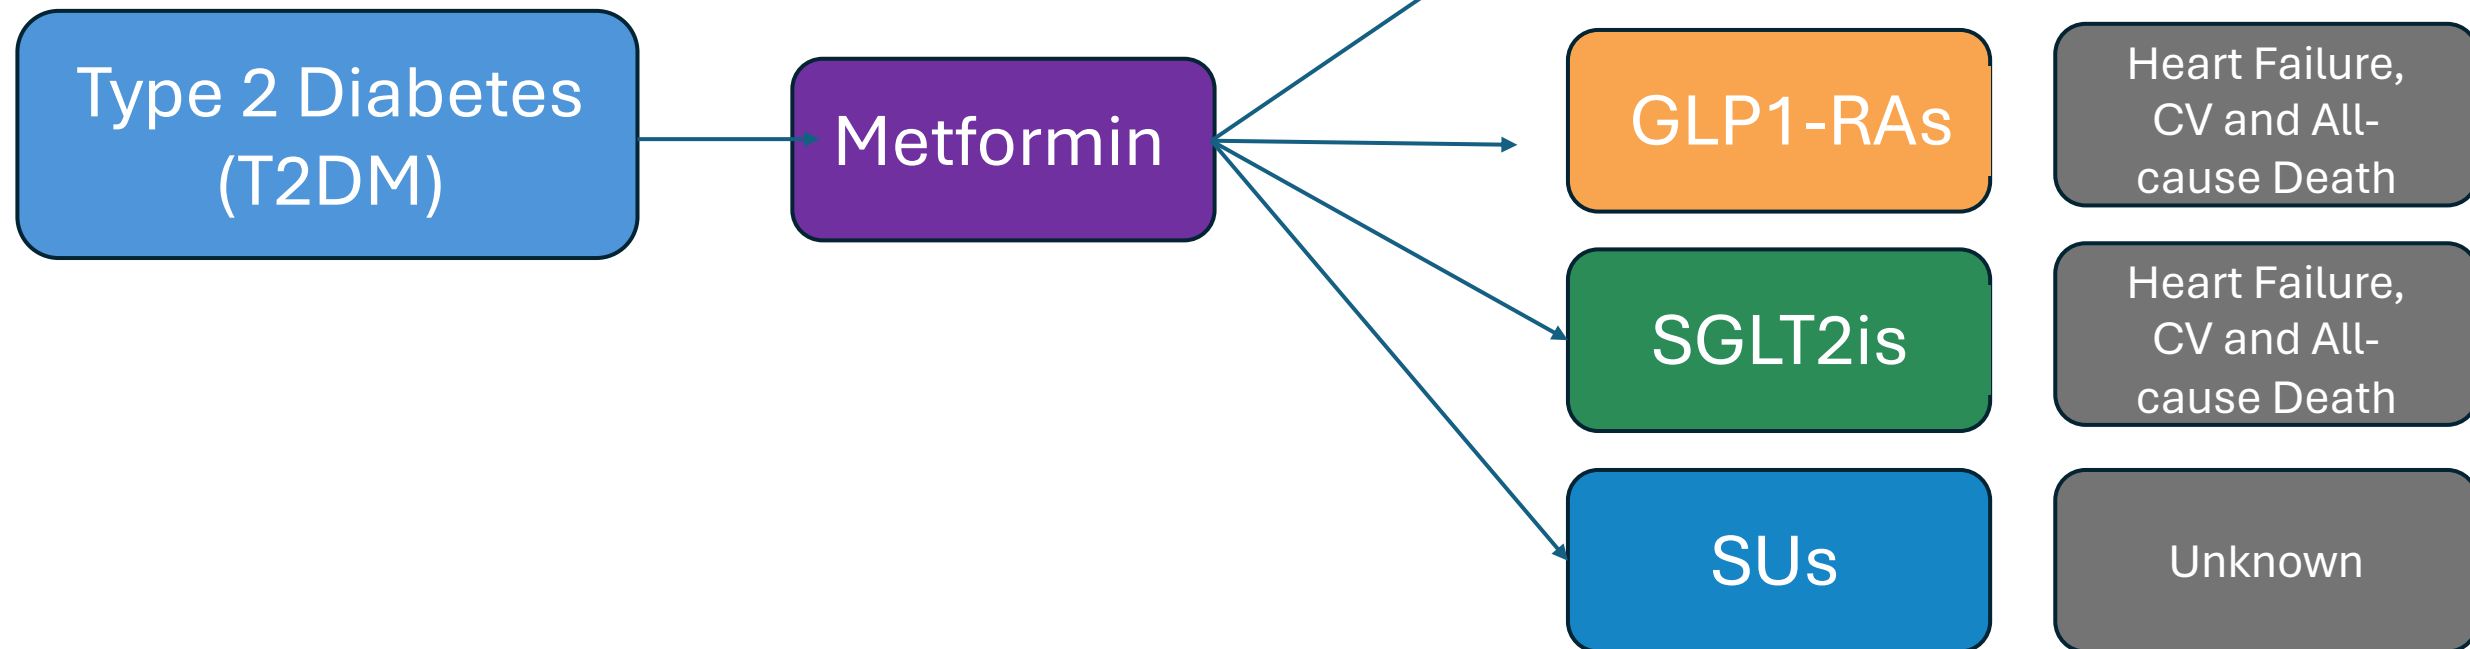 Type 2 Diabetes
(T2DM)
Metformin
GLP1-RAs
Heart Failure,
CV and All-
cause Death
SGLT2is
Heart Failure,
CV and All-
cause Death
SUs
Unknown